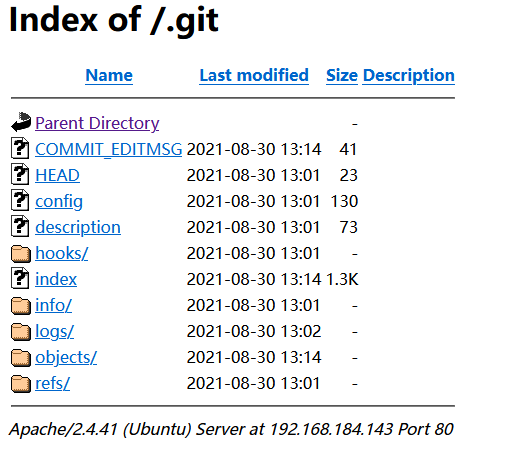 Index of /.git
Name Last modified Size Description
Parent Directory -
COMMIT_EDITMSG 2021-08-30 13:14 41
HEAD 2021-08-30 13:01 23
config 2021-08-30 13:01 130
description 2021-08-30 13:01 73
hooks/ 2021-08-30 13:01 -
index 2021-08-30 13:14 1.3K
info/ 2021-08-30 13:01 -
logs/ 2021-08-30 13:02 -
objects/ 2021-08-30 13:14 -
refs/ 2021-08-30 13:01 -
Apache/2.4.41 (Ubuntu) Server at 192.168.184.143 Port 80